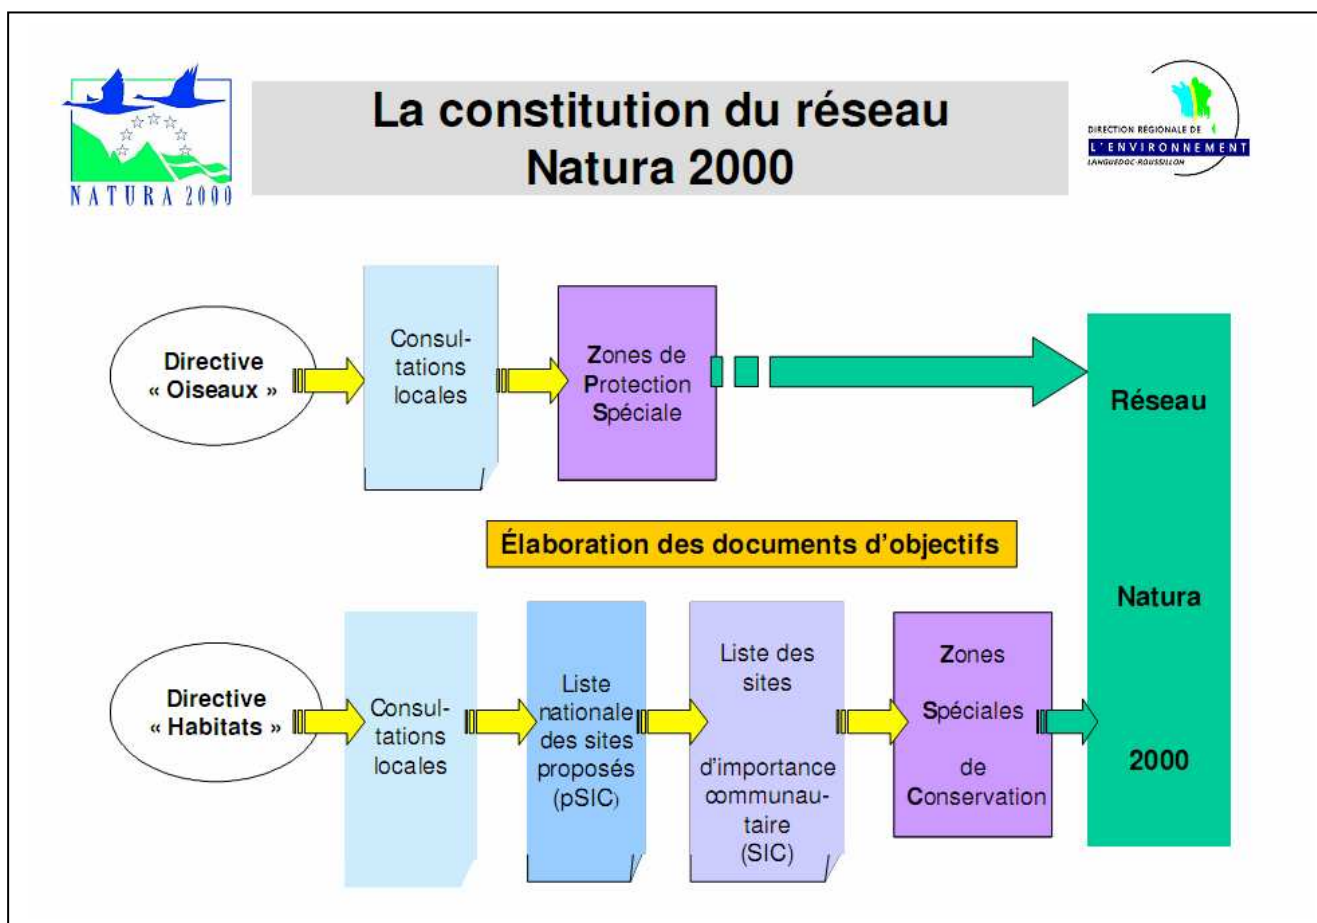 NATURA 2000
La constitution du réseau
Natura 2000
DIRECTION RÉGIONALE DE
L'ENVIRONNEMENT
LANGUEDOC-ROUSSILLON
Directive
« Oiseaux »
Consul-
tations
locales
Zones de
Protection
Spéciale
Élaboration des documents d'objectifs
Directive
« Habitats »
Consul-
tations
locales
Liste
nationale
des sites
proposés
(pSIC)
Liste des
sites
d'importance
communau-
taire
(SIC)
Zones
Spéciales
de
Conservation
Réseau
Natura
2000